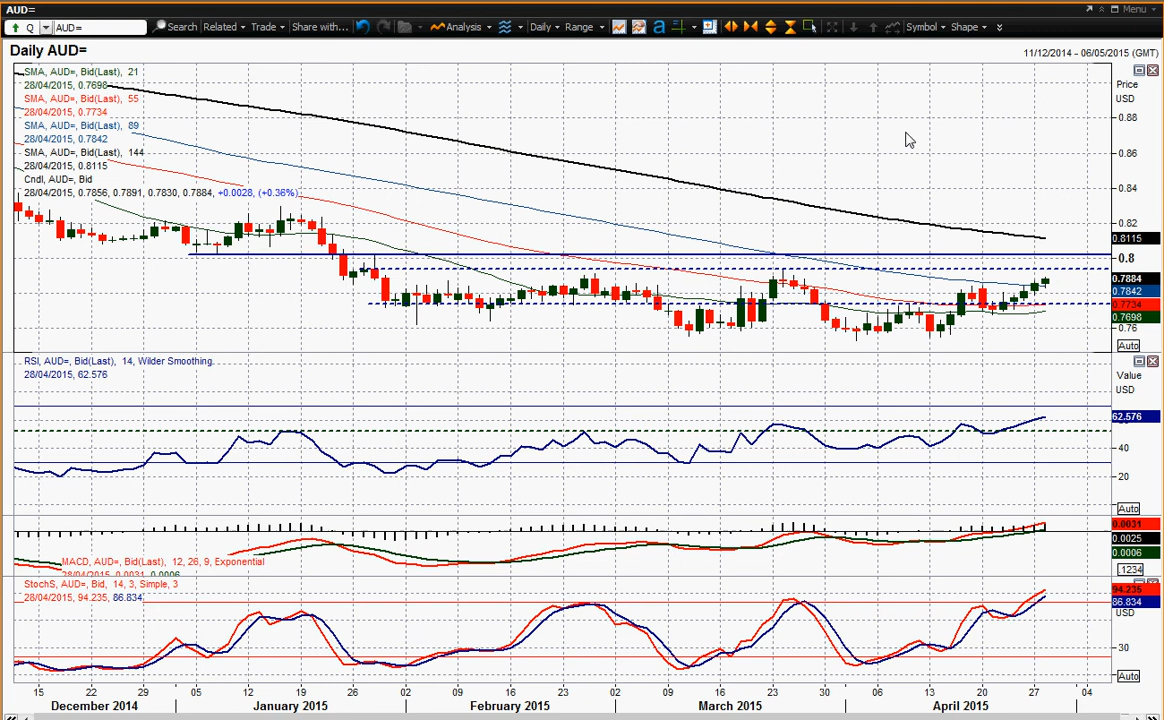 AUD=
Menu
Q AUD= Search Related Trade Share with... Analysis Daily Range a Symbol Shape
Daily AUD=
11/12/2014 - 06/05/2015 (GMT)
SMA, AUD=, Bid(Last), 21
28/04/2015, 0.7698
SMA, AUD=, Bid(Last), 55
28/04/2015, 0.7734
SMA, AUD=, Bid(Last), 89
28/04/2015, 0.7842
SMA, AUD=, Bid(Last), 144
28/04/2015, 0.8115
Cndl, AUD=, Bid
28/04/2015, 0.7856, 0.7891, 0.7830, 0.7884, +0.0028, (+0.36%)
Price
USD
0.88
0.86
0.84
0.82
0.8115
0.8
0.7884
0.7842
0.7734
0.7698
0.76
Auto
RSI, AUD=, Bid(Last), 14, Wilder Smoothing
28/04/2015, 62.576
Value
USD
62.576
40
20
Auto
MACD, AUD=, Bid(Last), 12, 26, 9, Exponential
28/04/2015, 0.0031, 0.0006
0.0031
0.0025
0.0006
1234
StochS, AUD=, Bid, 14, 3, Simple, 3
28/04/2015, 94.235, 86.834
94.235
86.834
USD
30
Auto
15 22 29 05 12 19 26 02 09 16 23 02 09 16 23 30 06 13 20 27 04
December 2014 January 2015 February 2015 March 2015 April 2015